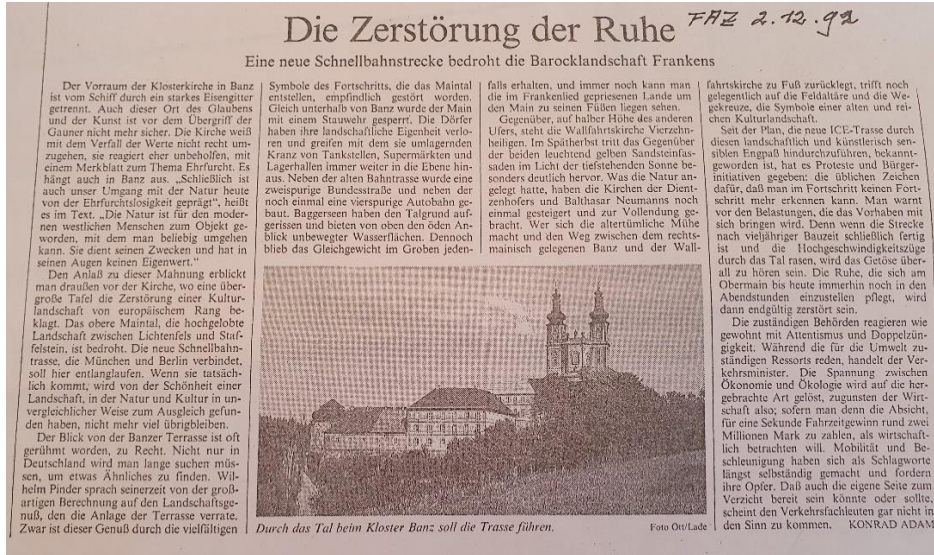 Die Zerstörung der Ruhe
FAZ 2.12.92
Eine neue Schnellbahnstrecke bedroht die Barocklandschaft Frankens
Der Vorraum der Klosterkirche in Banz
ist vom Schiff durch ein starkes Eisengitter
getrennt. Auch dieser Ort des Glaubens
und der Kunst ist vor dem Übergriff der
Gauner nicht mehr sicher. Die Kirche weiß
mit dem Verfall der Werte nicht recht um-
zugehen, sie reagiert eher unbeholfen, mit
einem Merkblatt zum Thema Ehrfurcht. Es
hängt auch in Banz aus. „Schließlich ist
auch unser Umgang mit der Natur heute
von der Ehrfurchtslosigkeit geprägt“, heißt
es im Text. „Die Natur ist für den moder-
nen westlichen Menschen zum Objekt ge-
worden, mit dem man beliebig umgehen
kann. Sie dient seinen Zwecken und hat in
seinen Augen keinen Eigenwert.“
Den Anlaß zu dieser Mahnung erblickt
man draußen vor der Kirche, wo eine über-
große Tafel die Zerstörung einer Kultur-
landschaft von europäischem Rang be-
klagt. Das obere Maintal, die hochgelobte
Landschaft zwischen Lichtenfels und Staf-
felstein, ist bedroht. Die neue Schnellbahn-
trasse, die München und Berlin verbindet,
soll hier entlanglaufen. Wenn sie tatsäch-
lich kommt, wird von der Schönheit einer
Landschaft, in der Natur und Kultur in un-
vergleichlicher Weise zum Ausgleich gefun-
den haben, nicht mehr viel übrigbleiben.
Der Blick von der Banzer Terrasse ist oft
gerühmt worden, zu Recht. Nicht nur in
Deutschland wird man lange suchen müs-
sen, um etwas Ähnliches zu finden. Wil-
helm Pinder sprach seinerzeit von der groß-
artigen Berechnung auf den Landschaftsge-
nuß, den die Anlage der Terrasse verrate.
Zwar ist dieser Genuß durch die vielfältigen
Symbole des Fortschritts, die das Maintal
entstellen, empfindlich gestört worden.
Gleich unterhalb von Banz wurde der Main
mit einem Stauwehr gesperrt. Die Dörfer
haben ihre landschaftliche Eigenheit verlo-
ren und greifen mit dem sie umlagernden
Kranz von Tankstellen, Supermärkten und
Lagerhallen immer weiter in die Ebene hin-
aus. Neben der alten Bahntrasse wurde eine
zweispurige Bundesstraße und neben der
noch einmal eine vierspurige Autobahn ge-
baut. Baggerseen haben den Talgrund auf-
gerissen und bieten von oben den öden An-
blick unbewegter Wasserflächen. Dennoch
blieb das Gleichgewicht im Groben jeden-
falls erhalten, und immer noch kann man
die im Frankenlied gepriesenen Lande um
den Main zu seinen Füßen liegen sehen.
Gegenüber, auf halber Höhe des anderen
Ufers, steht die Wallfahrtskirche Vierzehn-
heiligen. Im Spätherbst tritt das Gegenüber
der beiden leuchtend gelben Sandsteinfas-
saden im Licht der tiefstehenden Sonne be-
sonders deutlich hervor. Was die Natur an-
gelegt hatte, haben die Kirchen der Dient-
zenhofers und Balthasar Neumanns noch
einmal gesteigert und zur Vollendung ge-
bracht. Wer sich die altertümliche Mühe
macht und den Weg zwischen dem rechts-
mainisch gelegenen Banz und der Wall-
fahrtskirche zu Fuß zurücklegt, trifft noch
gelegentlich auf die Feldaltäre und die We-
gekreuze, die Symbole einer alten und rei-
chen Kulturlandschaft.
Seit der Plan, die neue ICE-Trasse durch
diesen landschaftlich und künstlerisch sen-
siblen Engpaß hindurchzuführen, bekannt-
geworden ist, hat es Proteste und Bürger-
initiativen gegeben: die üblichen Zeichen
dafür, daß man im Fortschritt keinen Fort-
schritt mehr erkennen kann. Man warnt
vor den Belastungen, die das Vorhaben mit
sich bringen wird. Denn wenn die Strecke
nach vieljähriger Bauzeit schließlich fertig
ist und die Hochgeschwindigkeitszüge
durch das Tal rasen, wird das Getöse über-
all zu hören sein. Die Ruhe, die sich am
Obermain bis heute immerhin noch in den
Abendstunden einzustellen pflegt, wird
dann endgültig zerstört sein.
Die zuständigen Behörden reagieren wie
gewohnt mit Attentismus und Doppelzün-
gigkeit. Während die für die Umwelt zu-
ständigen Ressorts reden, handelt der Ver-
kehrsminister. Die Spannung zwischen
Ökonomie und Ökologie wird auf die her-
gebrachte Art gelöst, zugunsten der Wirt-
schaft also; sofern man denn die Absicht,
für eine Sekunde Fahrzeitgewinn rund zwei
Millionen Mark zu zahlen, als wirtschaft-
lich betrachten will. Mobilität und Be-
schleunigung haben sich als Schlagworte
längst selbständig gemacht und fordern
ihre Opfer. Daß auch die eigene Seite zum
Verzicht bereit sein könnte oder sollte,
scheint den Verkehrsfachleuten gar nicht in
den Sinn zu kommen. KONRAD ADAM
Durch das Tal beim Kloster Banz soll die Trasse führen.
Foto Ott/Lade